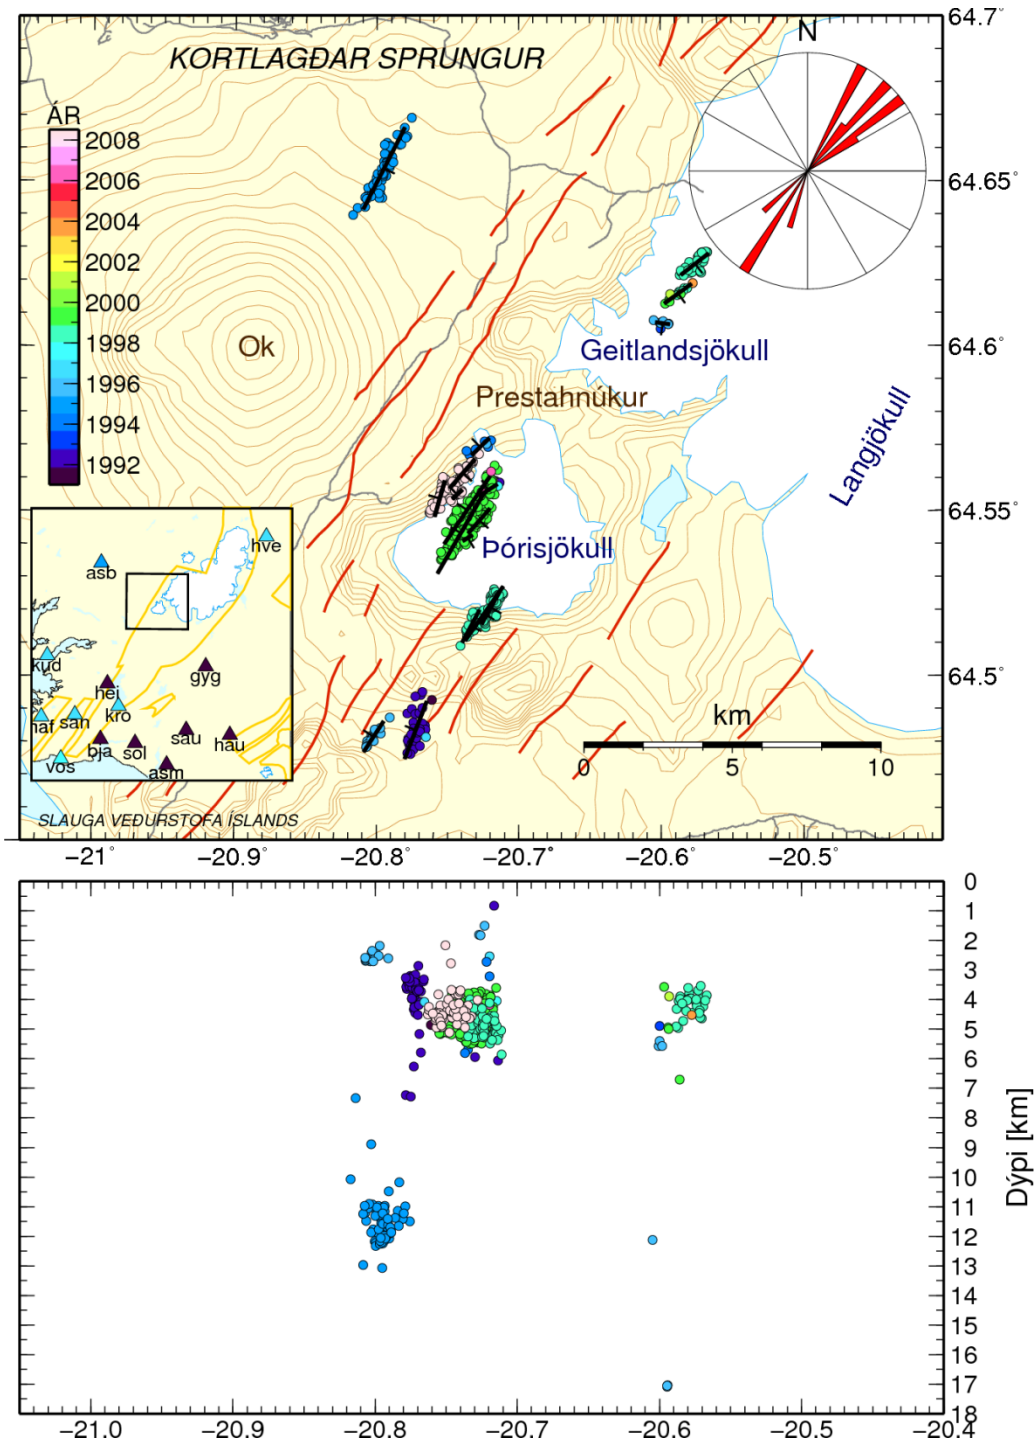 64.7°
N
KORTLAGÐAR SPRUNGUR
ÁR
2008
2006
2004
2002
2000
1998
1996
1994
1992
64.65°
64.6°
64.55°
64.5°
Ok
Geitlandsjökull
Prestahnúkur
Langjökull
Þórisjökull
hve
asb
kud
hej
gyg
haf
san
kro
bja
sol
sau
hau
vos
asm
km
0
5
10
SLAUGA VEÐURSTOFA ÍSLANDS
−21°
−20.9°
−20.8°
−20.7°
−20.6°
−20.5°
0
1
2
3
4
5
6
7
8
9
10
11
12
13
14
15
16
17
18
Dýpi [km]
−21.0
−20.9
−20.8
−20.7
−20.6
−20.5
−20.4